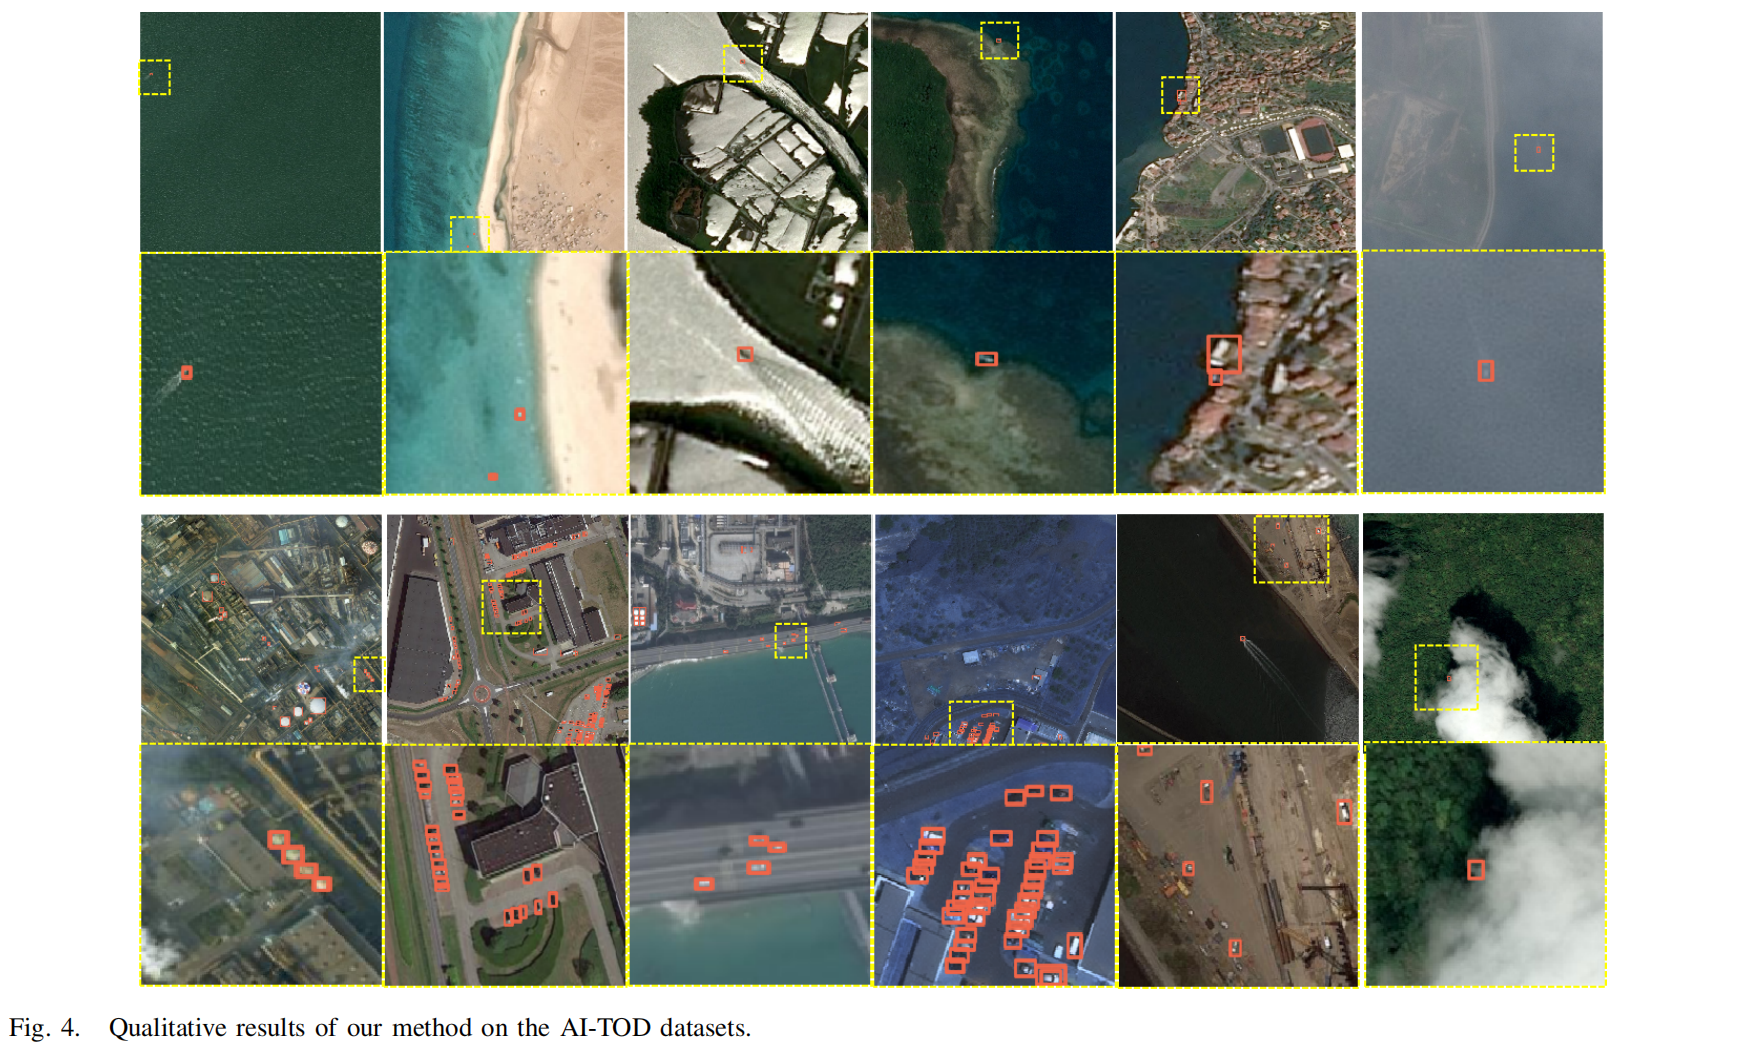 Fig. 4. Qualitative results of our method on the AI-TOD datasets.